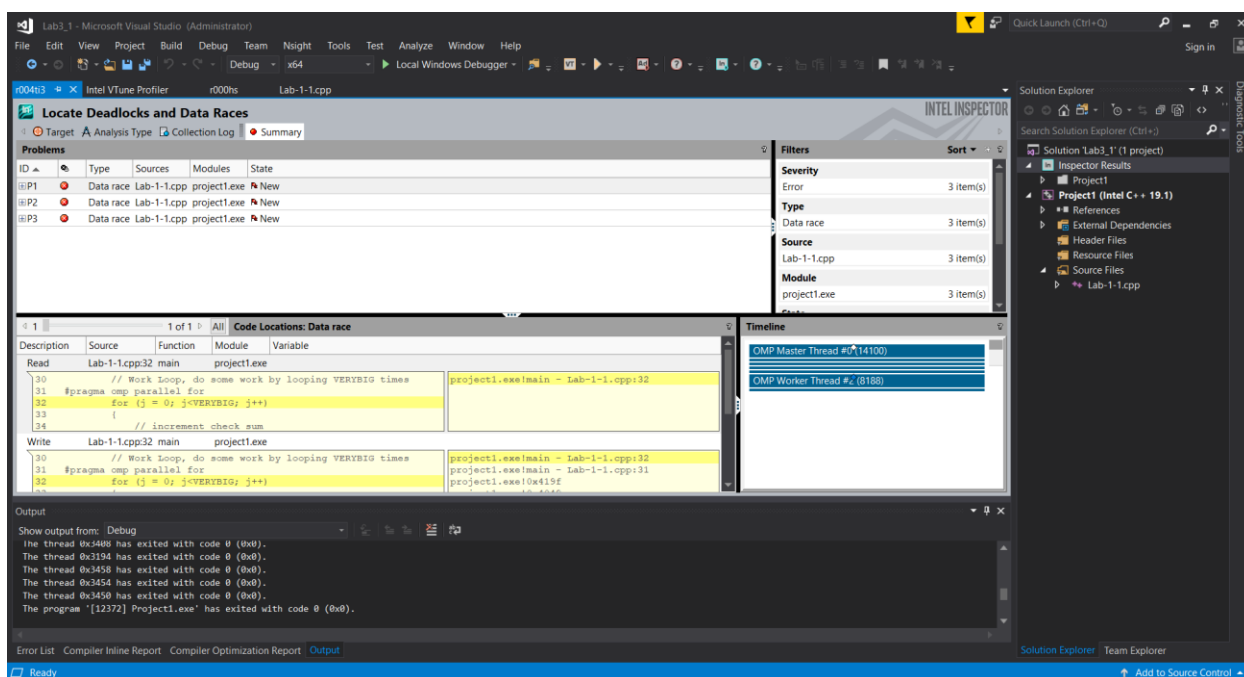 Lab3_1 - Microsoft Visual Studio (Administrator)
Quick Launch (Ctrl+Q)
File Edit View Project Build Debug Team Nsight Tools Test Analyze Window Help
Sign in
Debug x64 Local Windows Debugger
r004ti3 Intel VTune Profiler r000hs Lab-1-1.cpp
Locate Deadlocks and Data Races
INTEL INSPECTOR
Target Analysis Type Collection Log Summary
Problems
ID Type Sources Modules State
P1 Data race Lab-1-1.cpp project1.exe New
P2 Data race Lab-1-1.cpp project1.exe New
P3 Data race Lab-1-1.cpp project1.exe New
Filters Sort
Severity
Error 3 item(s)
Type
Data race 3 item(s)
Source
Lab-1-1.cpp 3 item(s)
Module
project1.exe 3 item(s)
1 1 of 1 All Code Locations: Data race
Description Source Function Module Variable
Read Lab-1-1.cpp:32 main project1.exe
30 // Work Loop, do some work by looping VERYBIG times
31 #pragma omp parallel for
32 for (j = 0; j<VERYBIG; j++)
33 {
34 // increment check sum
project1.exe!main - Lab-1-1.cpp:32
Write Lab-1-1.cpp:32 main project1.exe
30 // Work Loop, do some work by looping VERYBIG times
31 #pragma omp parallel for
32 for (j = 0; j<VERYBIG; j++)
project1.exe!main - Lab-1-1.cpp:32
project1.exe!main - Lab-1-1.cpp:31
project1.exe!0x419f
Timeline
OMP Master Thread #0 (14100)
OMP Worker Thread #2 (8188)
Solution Explorer
Search Solution Explorer (Ctrl+;)
Solution 'Lab3_1' (1 project)
Inspector Results
Project1
Project1 (Intel C++ 19.1)
References
External Dependencies
Header Files
Resource Files
Source Files
Lab-1-1.cpp
Diagnostic Tools
Output
Show output from: Debug
The thread 0x3408 has exited with code 0 (0x0).
The thread 0x3194 has exited with code 0 (0x0).
The thread 0x3458 has exited with code 0 (0x0).
The thread 0x3454 has exited with code 0 (0x0).
The thread 0x3450 has exited with code 0 (0x0).
The program '[12372] Project1.exe' has exited with code 0 (0x0).
Error List Compiler Inline Report Compiler Optimization Report Output
Solution Explorer Team Explorer
Ready
Add to Source Control